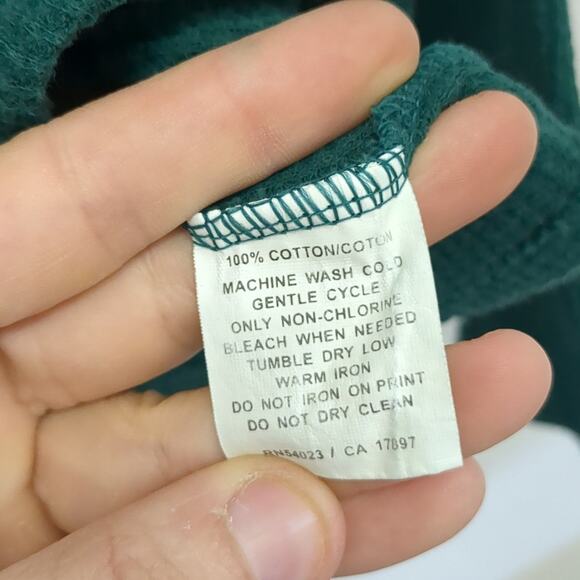 100% COTTON/COTON
MACHINE WASH COLD
GENTLE CYCLE
ONLY NON-CHLORINE
BLEACH WHEN NEEDED
TUMBLE DRY LOW
WARM IRON
DO NOT IRON ON PRINT
DO NOT DRY CLEAN
RN54023 / CA 17897